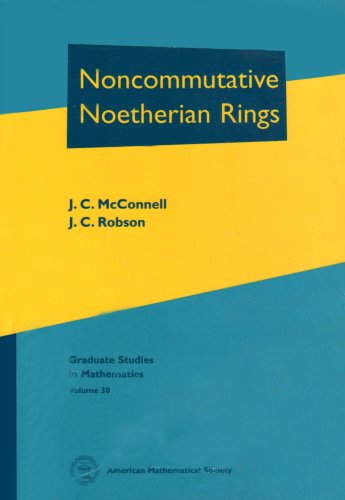 Noncommutative
Noetherian Rings
J. C. McConnell
J. C. Robson
Graduate Studies
in Mathematics
Volume 30
American Mathematical Society